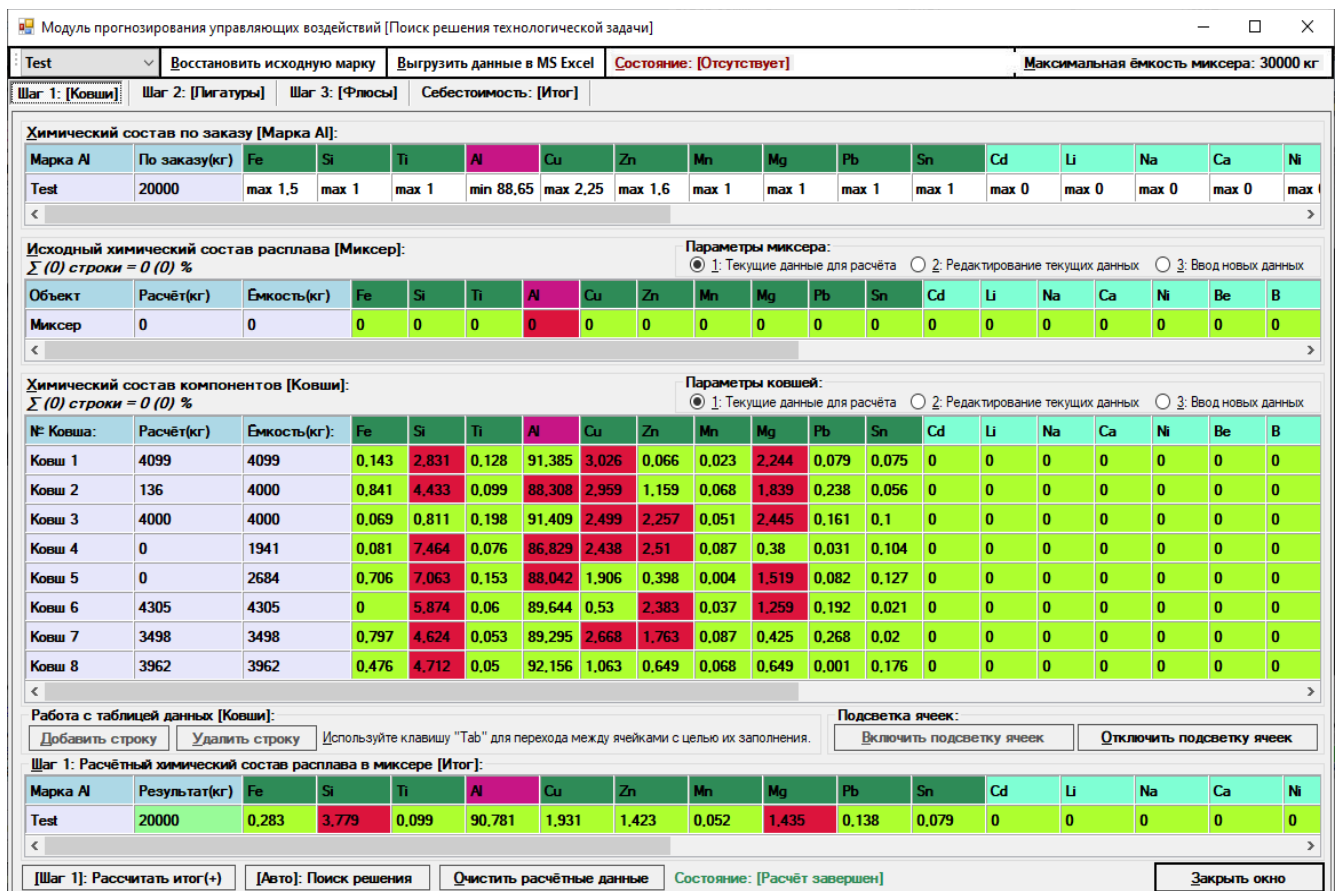 Модуль прогнозирования управляющих воздействий [Поиск решения технологической задачи]
Test Восстановить исходную марку Выгрузить данные в MS Excel Состояние: [Отсутствует] Максимальная ёмкость миксера: 30000 кг
Шаг 1: [Ковши] Шаг 2: [Лигатуры] Шаг 3: [Флюсы] Себестоимость: [Итог]
Химический состав по заказу [Марка Al]:
Марка Al По заказу(кг) Fe Si Ti Al Cu Zn Mn Mg Pb Sn Cd Li Na Ca Ni
Test 20000 max 1,5 max 1 max 1 min 88,65 max 2,25 max 1,6 max 1 max 1 max 1 max 1 max 0 max 0 max 0 max 0 max
Исходный химический состав расплава [Миксер]:
∑ (0) строки = 0 (0) %
Параметры миксера:
1: Текущие данные для расчёта 2: Редактирование текущих данных 3: Ввод новых данных
Объект Расчёт(кг) Ёмкость(кг) Fe Si Ti Al Cu Zn Mn Mg Pb Sn Cd Li Na Ca Ni Be B
Миксер 0 0 0 0 0 0 0 0 0 0 0 0 0 0 0 0 0 0 0
Химический состав компонентов [Ковши]:
∑ (0) строки = 0 (0) %
Параметры ковшей:
1: Текущие данные для расчёта 2: Редактирование текущих данных 3: Ввод новых данных
№ Ковша: Расчёт(кг) Ёмкость(кг): Fe Si Ti Al Cu Zn Mn Mg Pb Sn Cd Li Na Ca Ni Be B
Ковш 1 4099 4099 0,143 2,831 0,128 91,385 3,026 0,066 0,023 2,244 0,079 0,075 0 0 0 0 0 0 0
Ковш 2 136 4000 0,841 4,433 0,099 88,308 2,959 1,159 0,068 1,839 0,238 0,056 0 0 0 0 0 0 0
Ковш 3 4000 4000 0,069 0,811 0,198 91,409 2,499 2,257 0,051 2,445 0,161 0,1 0 0 0 0 0 0 0
Ковш 4 0 1941 0,081 7,464 0,076 86,829 2,438 2,51 0,087 0,38 0,031 0,104 0 0 0 0 0 0 0
Ковш 5 0 2684 0,706 7,063 0,153 88,042 1,906 0,398 0,004 1,519 0,082 0,127 0 0 0 0 0 0 0
Ковш 6 4305 4305 0 5,874 0,06 89,644 0,53 2,383 0,037 1,259 0,192 0,021 0 0 0 0 0 0 0
Ковш 7 3498 3498 0,797 4,624 0,053 89,295 2,668 1,763 0,087 0,425 0,268 0,02 0 0 0 0 0 0 0
Ковш 8 3962 3962 0,476 4,712 0,05 92,156 1,063 0,649 0,068 0,649 0,001 0,176 0 0 0 0 0 0 0
Работа с таблицей данных [Ковши]: Подсветка ячеек:
Добавить строку Удалить строку Используйте клавишу "Tab" для перехода между ячейками с целью их заполнения. Включить подсветку ячеек Отключить подсветку ячеек
Шаг 1: Расчётный химический состав расплава в миксере [Итог]:
Марка Al Результат(кг) Fe Si Ti Al Cu Zn Mn Mg Pb Sn Cd Li Na Ca Ni
Test 20000 0,283 3,779 0,099 90,781 1,931 1,423 0,052 1,435 0,138 0,079 0 0 0 0 0
[Шаг 1]: Рассчитать итог(+) [Авто]: Поиск решения Очистить расчётные данные Состояние: [Расчёт завершен] Закрыть окно